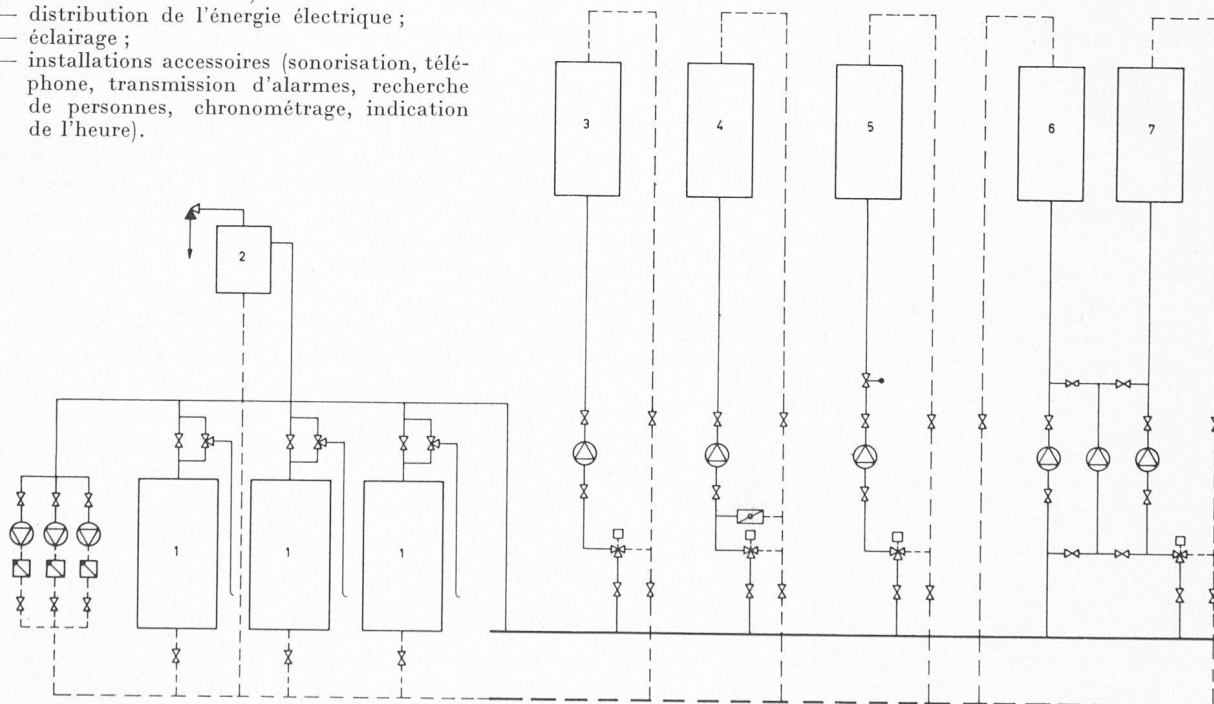 — distribution de l'énergie électrique ;
— éclairage ;
— installations accessoires (sonorisation, télé-
phone, transmission d'alarmes, recherche
de personnes, chronométrage, indication
de l'heure).
3
4
5
6
7
2
1
1
1